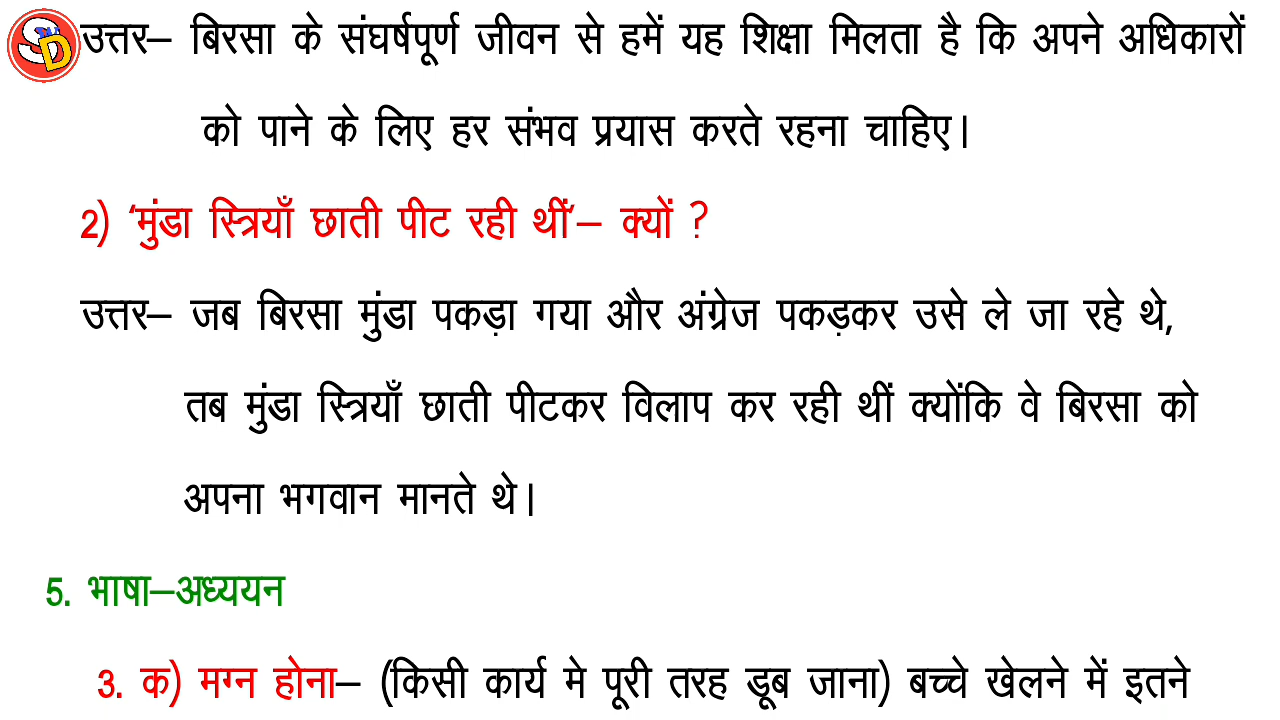 उत्तर– बिरसा के संघर्षपूर्ण जीवन से हमें यह शिक्षा मिलता है कि अपने अधिकारों
को पाने के लिए हर संभव प्रयास करते रहना चाहिए।
2) ‘मुंडा स्त्रियाँ छाती पीट रही थीं’– क्यों ?
उत्तर– जब बिरसा मुंडा पकड़ा गया और अंग्रेज पकड़कर उसे ले जा रहे थे,
तब मुंडा स्त्रियाँ छाती पीटकर विलाप कर रही थीं क्योंकि वे बिरसा को
अपना भगवान मानते थे।
5. भाषा–अध्ययन
3. क) मग्न होना– (किसी कार्य मे पूरी तरह डूब जाना) बच्चे खेलने में इतने